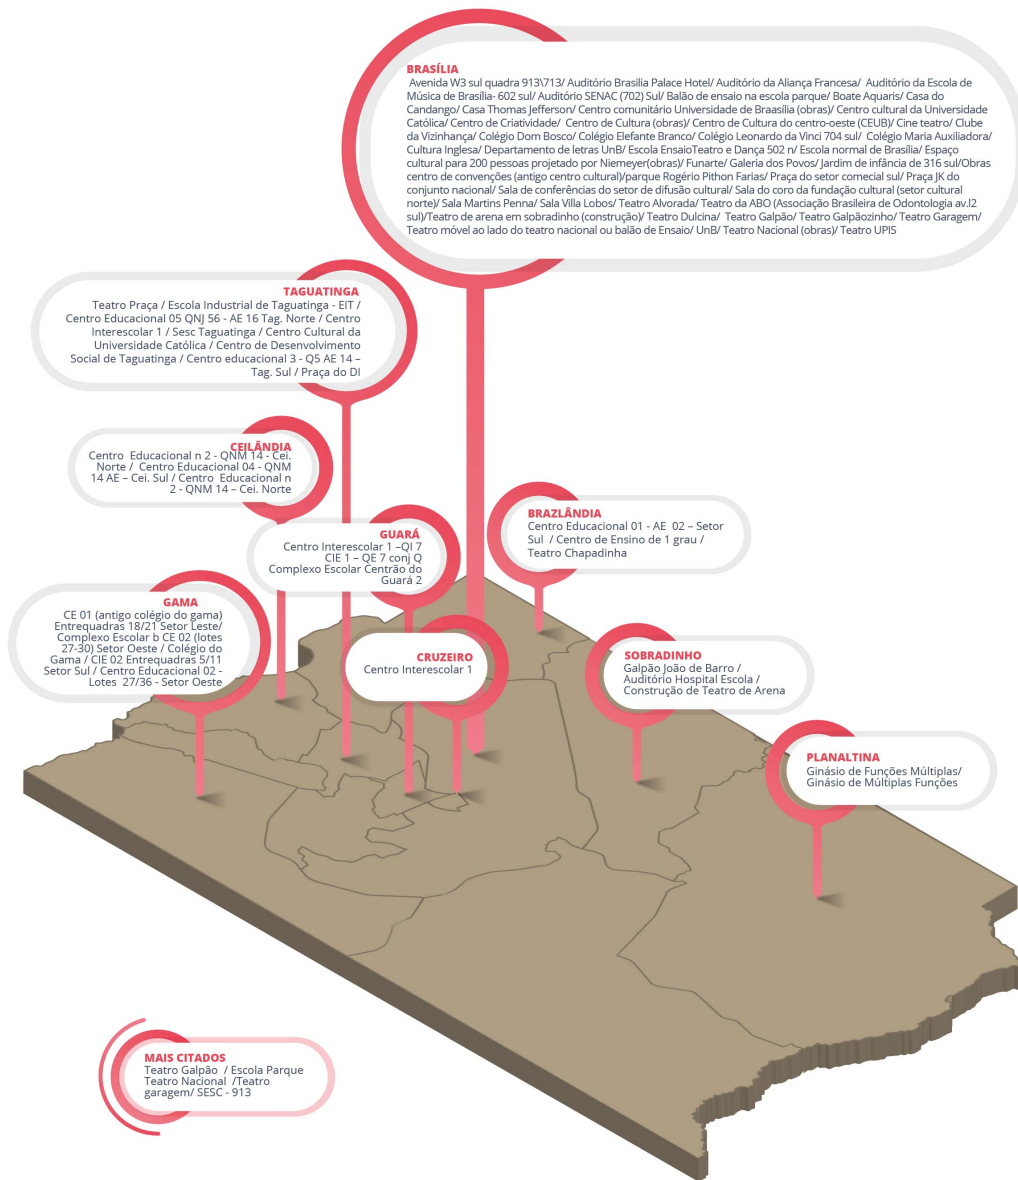 BRASÍLIA
Avenida W3 sul quadra 913\713/ Auditório Brasilia Palace Hotel/ Auditório da Aliança Francesa/ Auditório da Escola de
Música de Brasília- 602 sul/ Auditório SENAC (702) Sul/ Balão de ensaio na escola parque/ Boate Aquaris/ Casa do
Candango/ Casa Thomas Jefferson/ Centro comunitário Universidade de Braasília (obras)/ Centro cultural da Universidade
Católica/ Centro de Criatividade/ Centro de Cultura (obras)/ Centro de Cultura do centro-oeste (CEUB)/ Cine teatro/ Clube
da Vizinhança/ Colégio Dom Bosco/ Colégio Elefante Branco/ Colégio Leonardo da Vinci 704 sul/ Colégio Maria Auxiliadora/
Cultura Inglesa/ Departamento de letras UnB/ Escola EnsaioTeatro e Dança 502 n/ Escola normal de Brasília/ Espaço
cultural para 200 pessoas projetado por Niemeyer(obras)/ Funarte/ Galeria dos Povos/ Jardim de infância de 316 sul/Obras
centro de convenções (antigo centro cultural)/parque Rogério Pithon Farias/ Praça do setor comecial sul/ Praça JK do
conjunto nacional/ Sala de conferências do setor de difusão cultural/ Sala do coro da fundação cultural (setor cultural
norte)/ Sala Martins Penna/ Sala Villa Lobos/ Teatro Alvorada/ Teatro da ABO (Associação Brasileira de Odontologia av.l2
sul)/Teatro de arena em sobradinho (construção)/ Teatro Dulcina/ Teatro Galpão/ Teatro Galpãozinho/ Teatro Garagem/
Teatro móvel ao lado do teatro nacional ou balão de Ensaio/ UnB/ Teatro Nacional (obras)/ Teatro UPIS
TAGUATINGA
Teatro Praça / Escola Industrial de Taguatinga - EIT /
Centro Educacional 05 QNJ 56 - AE 16 Tag. Norte / Centro
Interescolar 1 / Sesc Taguatinga / Centro Cultural da
Universidade Católica / Centro de Desenvolvimento
Social de Taguatinga / Centro educacional 3 - Q5 AE 14 –
Tag. Sul / Praça do DI
CEILÂNDIA
Centro Educacional n 2 - QNM 14 - Cei.
Norte / Centro Educacional 04 - QNM
14 AE – Cei. Sul / Centro Educacional n
2 - QNM 14 – Cei. Norte
GUARÁ
Centro Interescolar 1 –QI 7
CIE 1 – QE 7 conj Q
Complexo Escolar Centrão do
Guará 2
BRAZLÂNDIA
Centro Educacional 01 - AE 02 – Setor
Sul / Centro de Ensino de 1 grau /
Teatro Chapadinha
GAMA
CE 01 (antigo colégio do gama)
Entrequadras 18/21 Setor Leste/
Complexo Escolar b CE 02 (lotes
27-30) Setor Oeste / Colégio do
Gama / CIE 02 Entrequadras 5/11
Setor Sul / Centro Educacional 02 -
Lotes 27/36 - Setor Oeste
CRUZEIRO
Centro Interescolar 1
SOBRADINHO
Galpão João de Barro /
Auditório Hospital Escola /
Construção de Teatro de Arena
PLANALTINA
Ginásio de Funções Múltiplas/
Ginásio de Múltiplas Funções
MAIS CITADOS
Teatro Galpão / Escola Parque
Teatro Nacional /Teatro
garagem/ SESC - 913